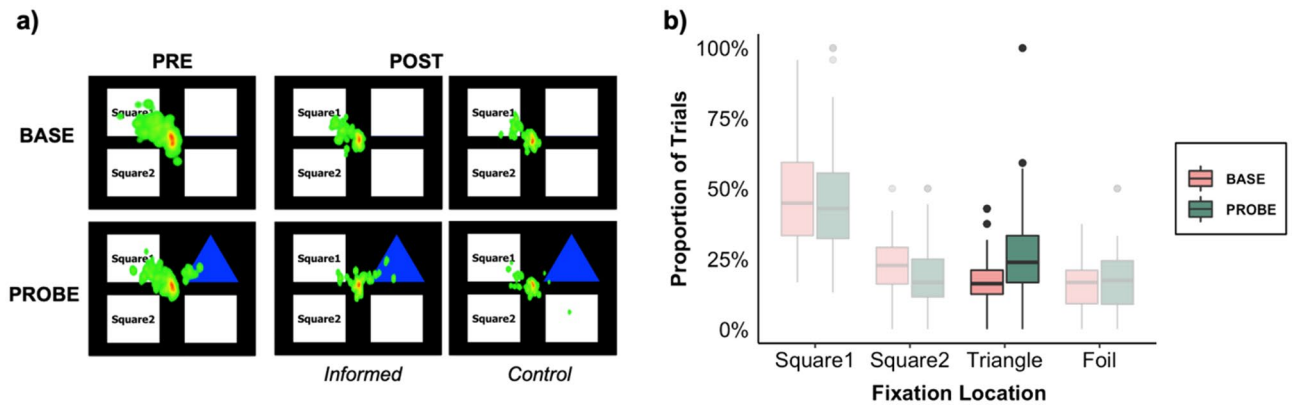 a)
PRE
POST
BASE
Square1
Square2
Square1
Square2
Square1
Square2
PROBE
Square1
Square2
Square1
Square2
Square1
Square2
Informed
Control
b)
Proportion of Trials
100%
75%
50%
25%
0%
Square1
Square2
Triangle
Foil
Fixation Location
BASE
PROBE